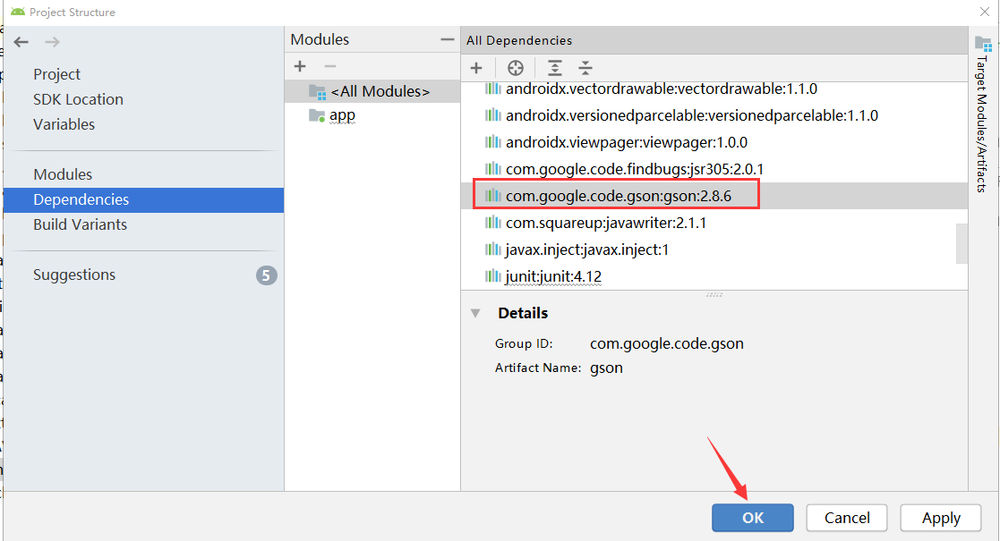 Project Structure
Project
SDK Location
Variables
Modules
Dependencies
Build Variants
Suggestions
5
Modules
<All Modules>
app
All Dependencies
androidx.vectordrawable:vectordrawable:1.1.0
androidx.versionedparcelable:versionedparcelable:1.1.0
androidx.viewpager:viewpager:1.0.0
com.google.code.findbugs:jsr305:2.0.1
com.google.code.gson:gson:2.8.6
com.squareup:javawriter:2.1.1
javax.inject:javax.inject:1
junit:junit:4.12
Details
Group ID: com.google.code.gson
Artifact Name: gson
Target Modules/Artifacts
OK
Cancel
Apply